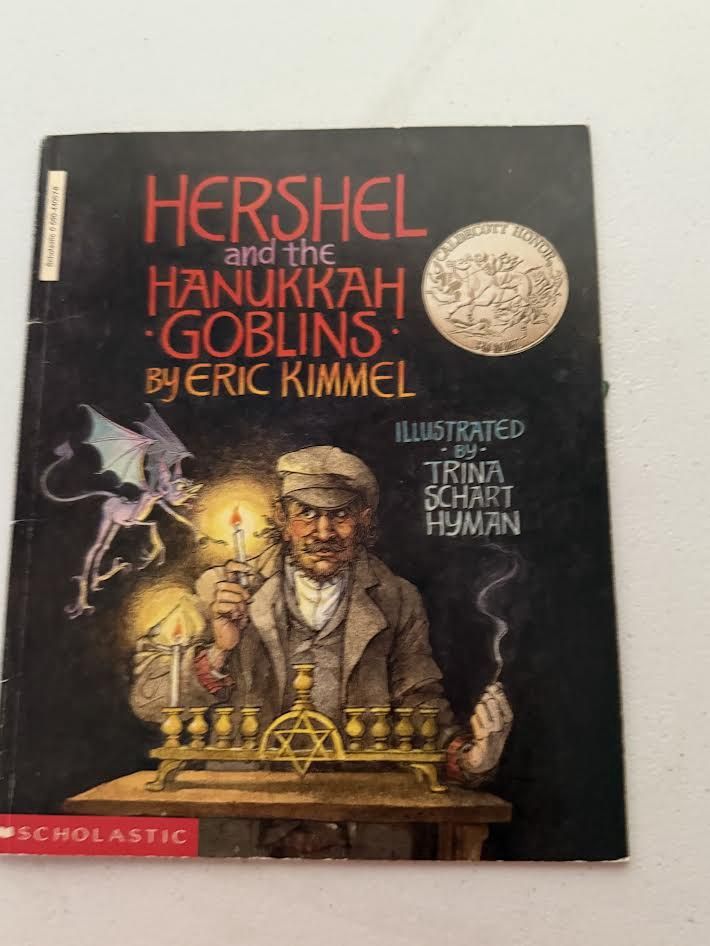 HERSHEL
and the
HANUKKAH
·GOBLINS·
BY ERIC KIMMEL
CALDECOTT HONOR
ILLUSTRATED
·BY·
TRINA
SCHART
HYMAN
SCHOLASTIC